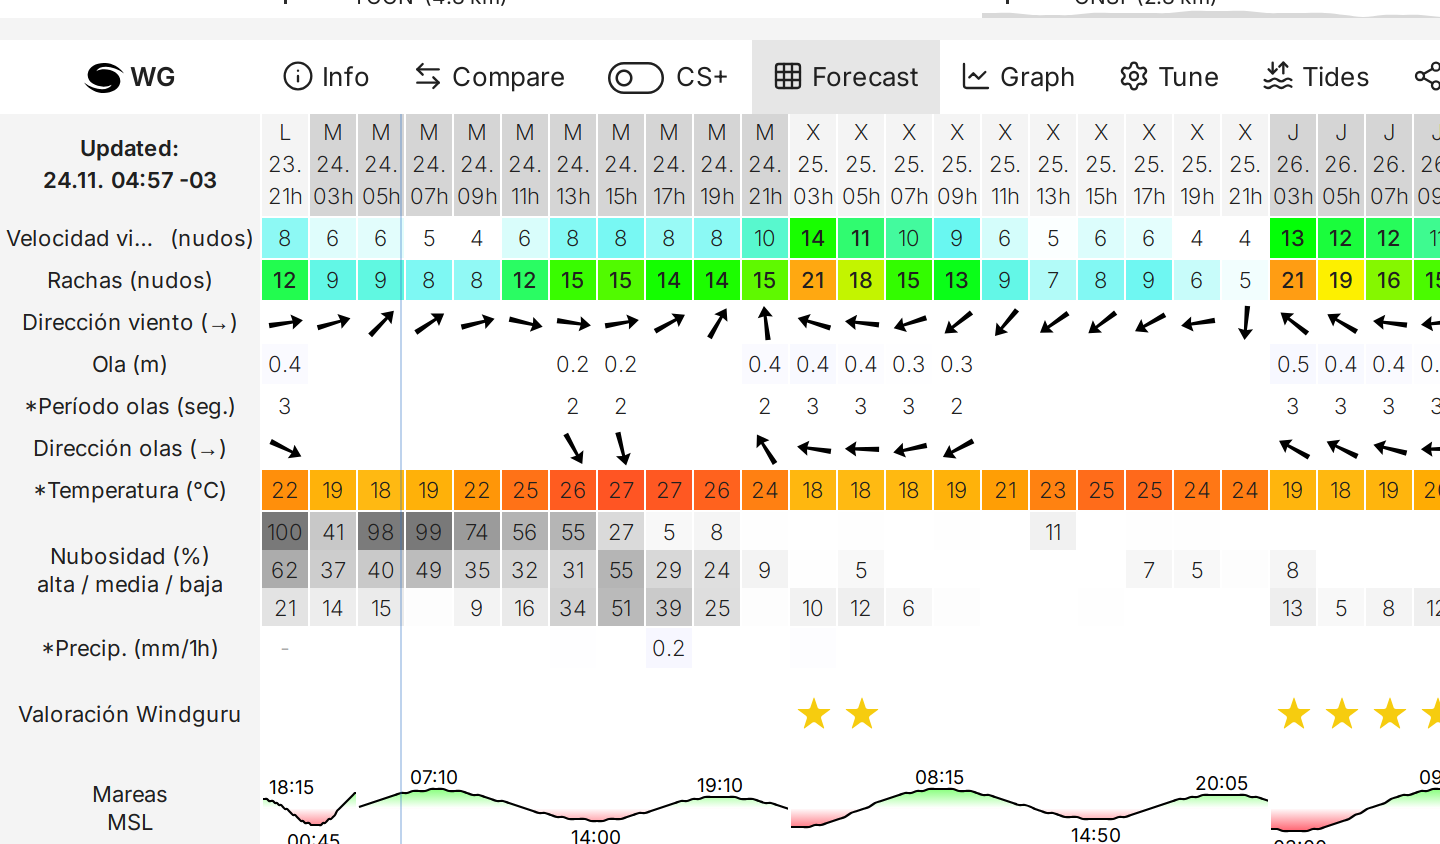 WG Info Compare CS+ Forecast Graph Tune Tides
Updated:
24.11. 04:57 -03
L M M M M M M M M M M X X X X X X X X X X J J J
23. 24. 24. 24. 24. 24. 24. 24. 24. 24. 24. 25. 25. 25. 25. 25. 25. 25. 25. 25. 25. 26. 26. 26.
21h 03h 05h 07h 09h 11h 13h 15h 17h 19h 21h 03h 05h 07h 09h 11h 13h 15h 17h 19h 21h 03h 05h 07h
Velocidad vi... (nudos) 8 6 6 5 4 6 8 8 8 8 10 14 11 10 9 6 5 6 6 4 4 13 12 12
Rachas (nudos) 12 9 9 8 8 12 15 15 14 14 15 21 18 15 13 9 7 8 9 6 5 21 19 16
Dirección viento (→)
Ola (m) 0.4 0.2 0.2 0.4 0.4 0.4 0.3 0.3 0.5 0.4 0.4
*Período olas (seg.) 3 2 2 2 3 3 3 2 3 3 3
Dirección olas (→)
*Temperatura (°C) 22 19 18 19 22 25 26 27 27 26 24 18 18 18 19 21 23 25 25 24 24 19 18 19
Nubosidad (%)
alta / media / baja
100 41 98 99 74 56 55 27 5 8 11
62 37 40 49 35 32 31 55 29 24 9 5 7 5 8
21 14 15 9 16 34 51 39 25 10 12 6 13 5 8
*Precip. (mm/1h) - 0.2
Valoración Windguru
Mareas
MSL
18:15 07:10 19:10 08:15 20:05
00:45 14:00 14:50